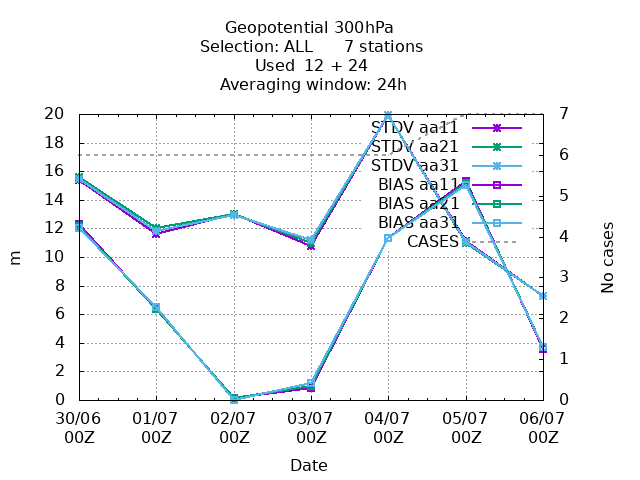 Geopotential 300hPa
Selection: ALL 7 stations
Used 12 + 24
Averaging window: 24h
STDV aa11
STDV aa21
STDV aa31
BIAS aa11
BIAS aa21
BIAS aa31
CASES
20
18
16
14
12
10
8
6
4
2
0
m
7
6
5
4
3
2
1
0
No cases
30/06 01/07 02/07 03/07 04/07 05/07 06/07
00Z 00Z 00Z 00Z 00Z 00Z 00Z
Date